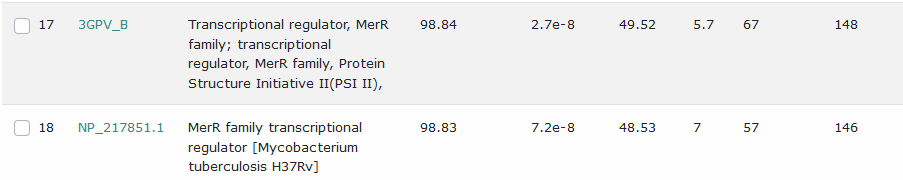 17 3GPV_B Transcriptional regulator, MerR 98.84 2.7e-8 49.52 5.7 67 148
family; transcriptional
regulator, MerR family, Protein
Structure Initiative II(PSI II),
18 NP_217851.1 MerR family transcriptional 98.83 7.2e-8 48.53 7 57 146
regulator [Mycobacterium
tuberculosis H37Rv]